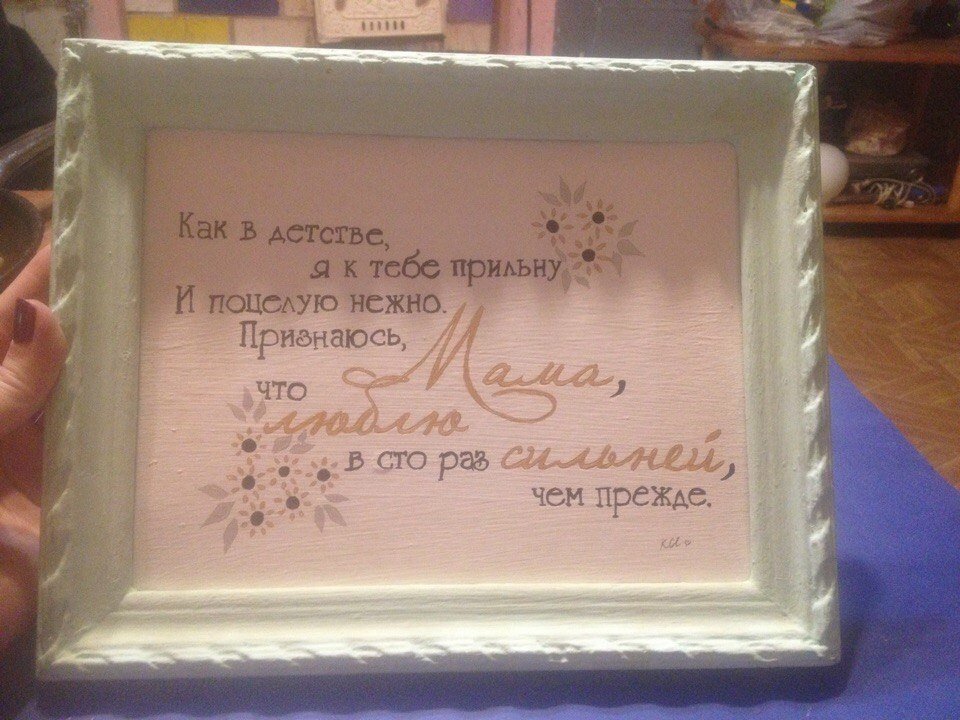 Как в детстве,
я к тебе прильну
И поцелую нежно.
Признаюсь,
что Мама,
люблю
в сто раз сильней,
чем прежде.